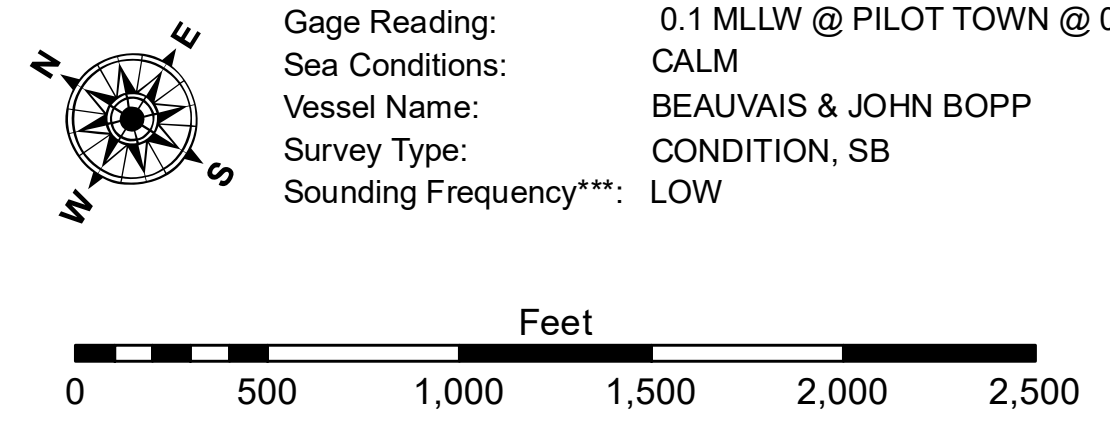 N E S W
Gage Reading: 0.1 MLLW @ PILOT TOWN @
Sea Conditions: CALM
Vessel Name: BEAUVAIS & JOHN BOPP
Survey Type: CONDITION, SB
Sounding Frequency***: LOW
Feet
0 500 1,000 1,500 2,000 2,500